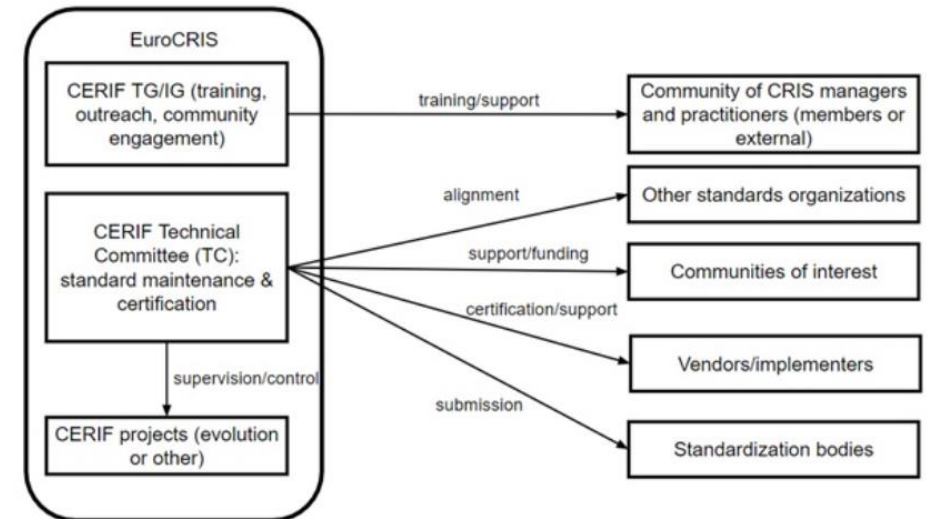 EuroCRIS
CERIF TG/IG (training,
outreach, community
engagement)
training/support
Community of CRIS managers
and practitioners (members or
external)
CERIF Technical
Committee (TC):
standard maintenance &
certification
alignment
Other standards organizations
support/funding
Communities of interest
certification/support
Vendors/implementers
submission
Standardization bodies
supervision/control
CERIF projects (evolution
or other)